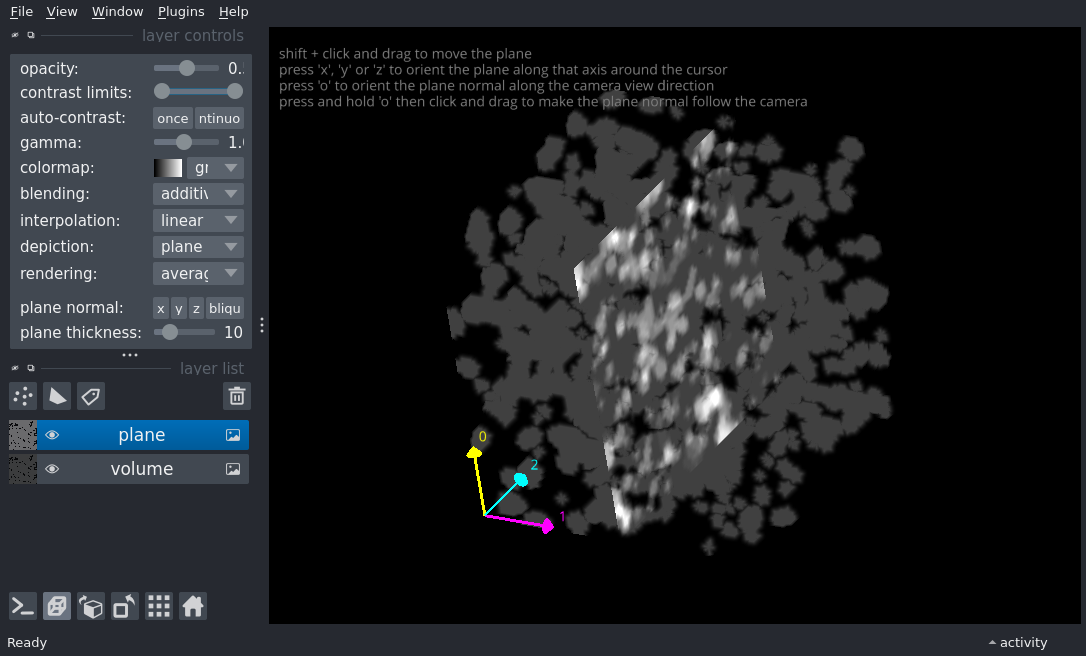 File View Window Plugins Help
layer controls
opacity: 0.
contrast limits:
auto-contrast: once ntinuo
gamma: 1.
colormap: gr
blending: additiv
interpolation: linear
depiction: plane
rendering: averag
plane normal: x y z bliqu
plane thickness: 10
layer list
plane
volume
Ready
shift + click and drag to move the plane
press 'x', 'y' or 'z' to orient the plane along that axis around the cursor
press 'o' to orient the plane normal along the camera view direction
press and hold 'o' then click and drag to make the plane normal follow the camera
0
2
1
activity